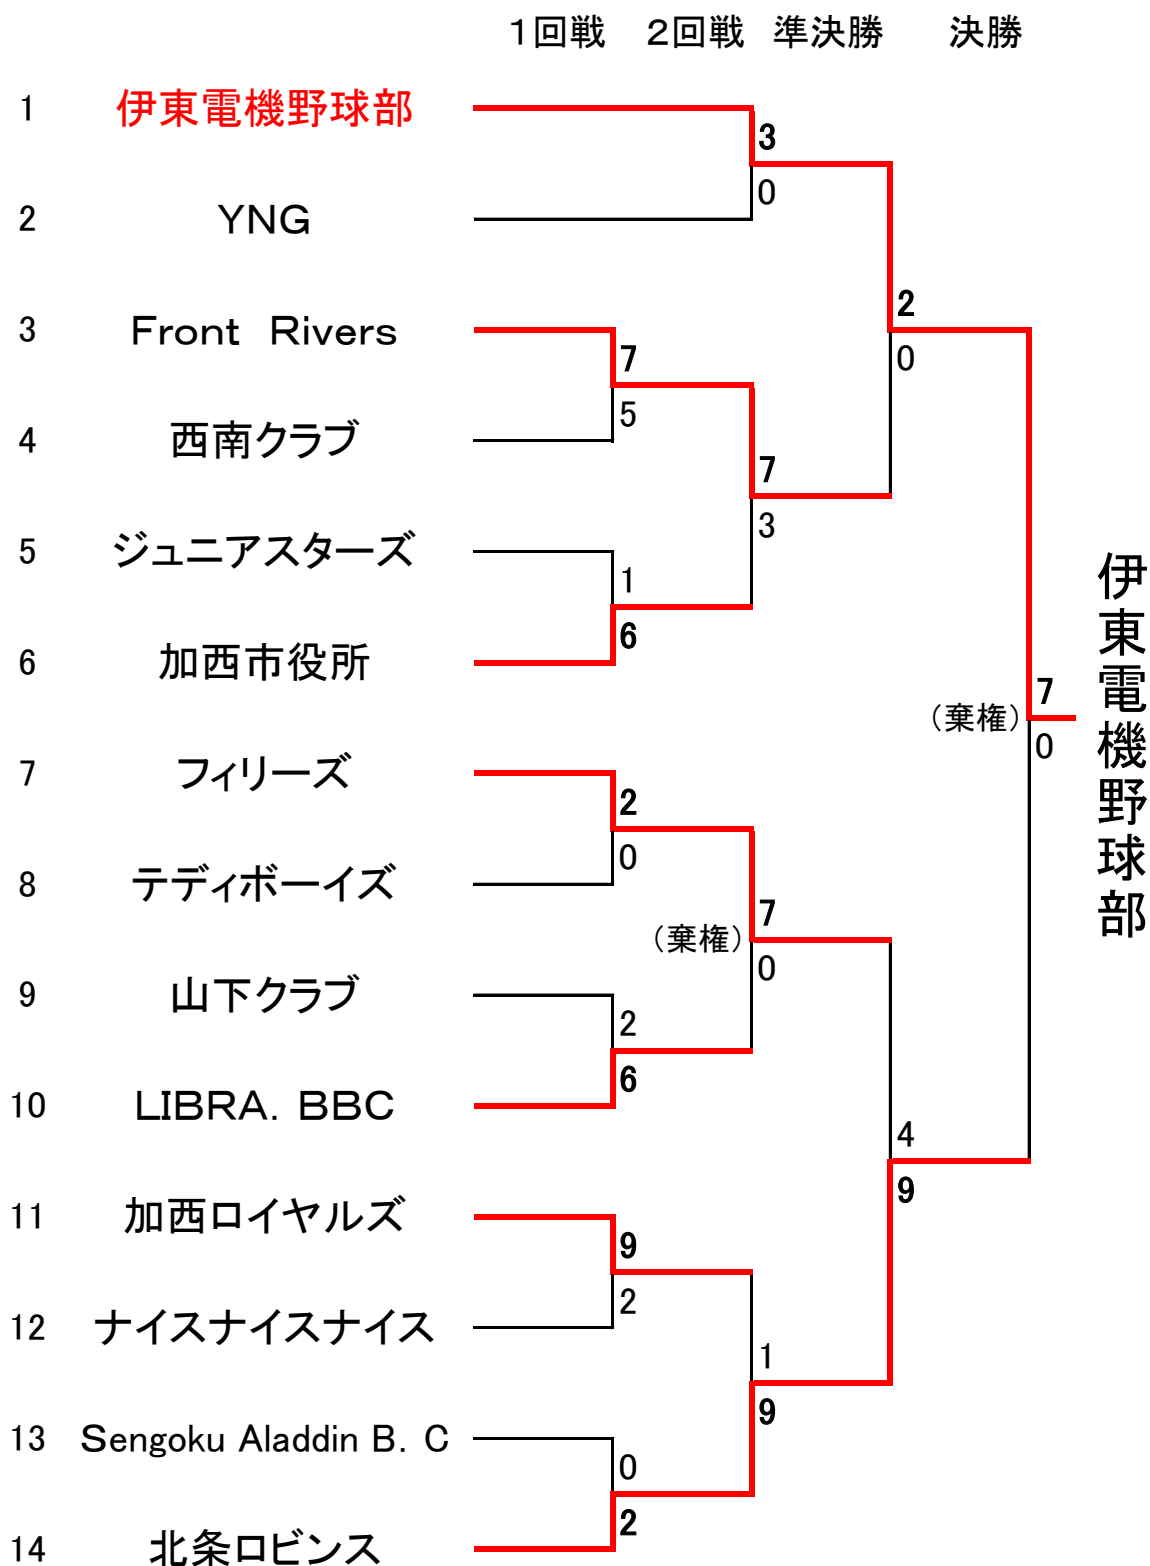 １回戦 ２回戦 準決勝 決勝
1 伊東電機野球部
3
0
2 YNG
2
0
3 Front Rivers
7
5
4 西南クラブ
7
3
5 ジュニアスターズ
1
6
6 加西市役所
7
(棄権)
0
伊東電機野球部
7 フィリーズ
2
0
8 テディボーイズ
7
(棄権)
0
9 山下クラブ
2
6
10 LIBRA. BBC
4
9
11 加西ロイヤルズ
9
2
12 ナイスナイスナイス
1
9
13 Sengoku Aladdin B. C
0
2
14 北条ロビンス